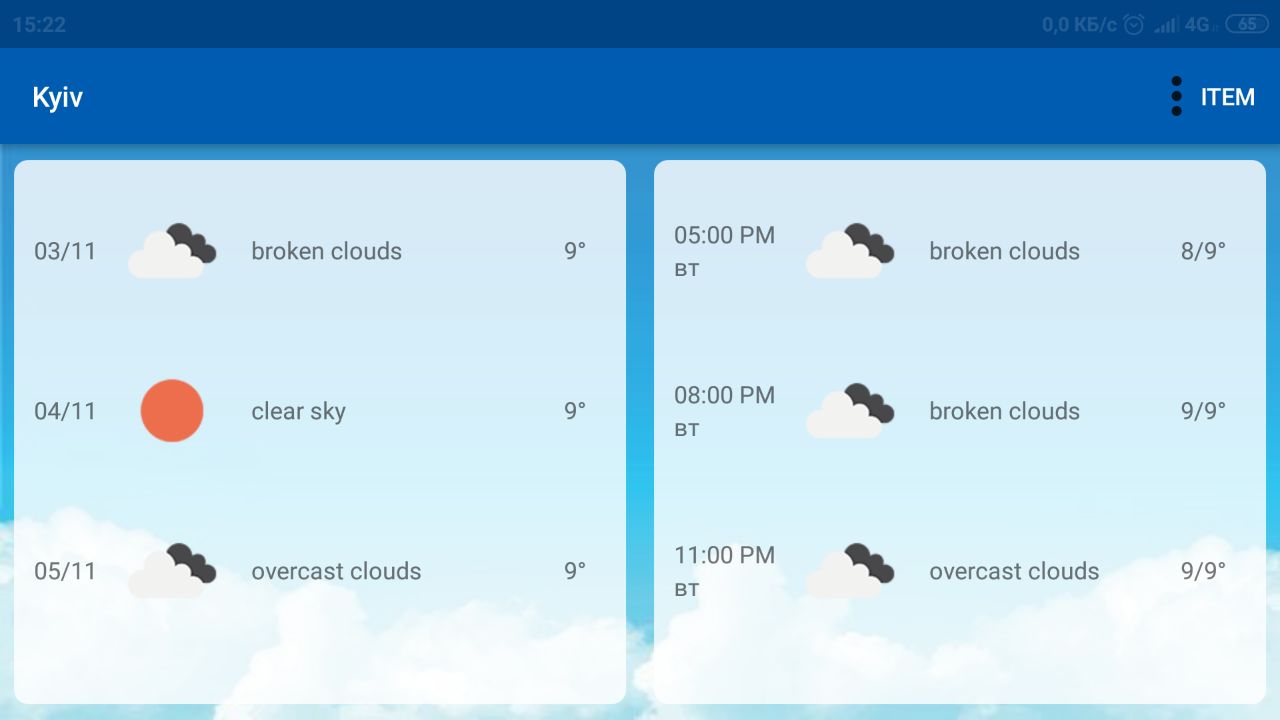 15:22
0,0 КБ/с 4G 65
Kyiv
ITEM
03/11 broken clouds 9°
04/11 clear sky 9°
05/11 overcast clouds 9°
05:00 PM
вт
broken clouds 8/9°
08:00 PM
вт
broken clouds 9/9°
11:00 PM
вт
overcast clouds 9/9°